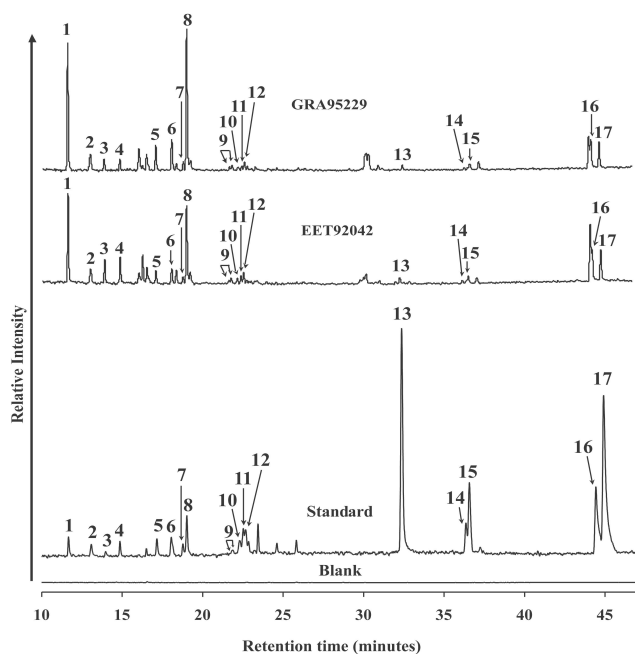 1 2 3 4 5 6 7 8 9 10 11 12 13 14 15 16 17
GRA95229
1 2 3 4 5 6 7 8 9 10 11 12 13 14 15 16 17
EET92042
1 2 3 4 5 6 7 8 9 10 11 12 13 14 15 16 17
Standard
Blank
Relative Intensity
10 15 20 25 30 35 40 45
Retention time (minutes)